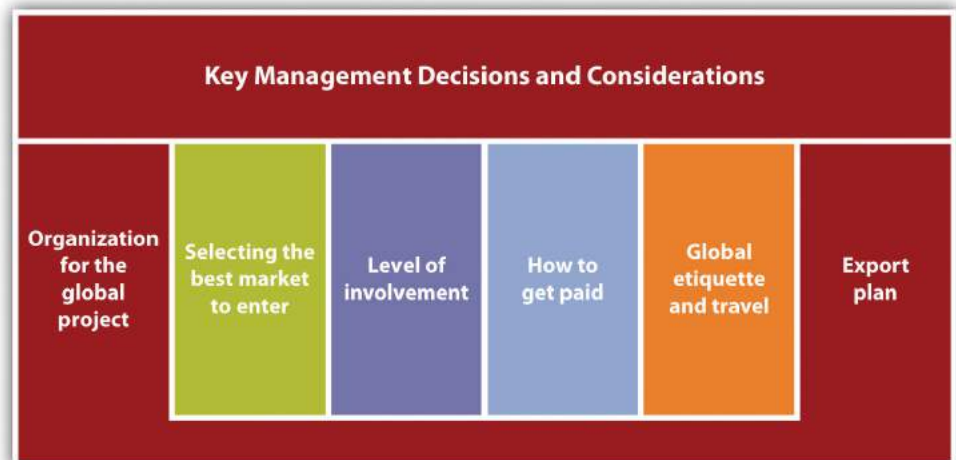 Key Management Decisions and Considerations
Organization
for the
global
project
Selecting the
best market
to enter
Level of
involvement
How to
get paid
Global
etiquette
and travel
Export
plan